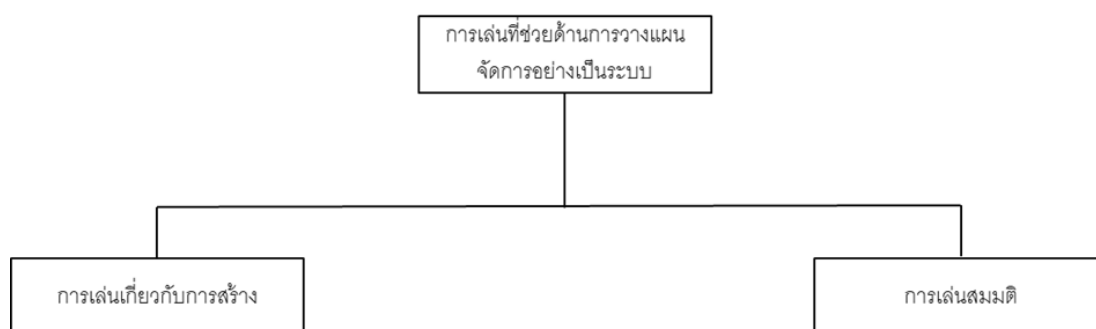 การเล่นที่ช่วยด้านการวางแผน
จัดการอย่างเป็นระบบ
การเล่นเกี่ยวกับการสร้าง
การเล่นสมมติ